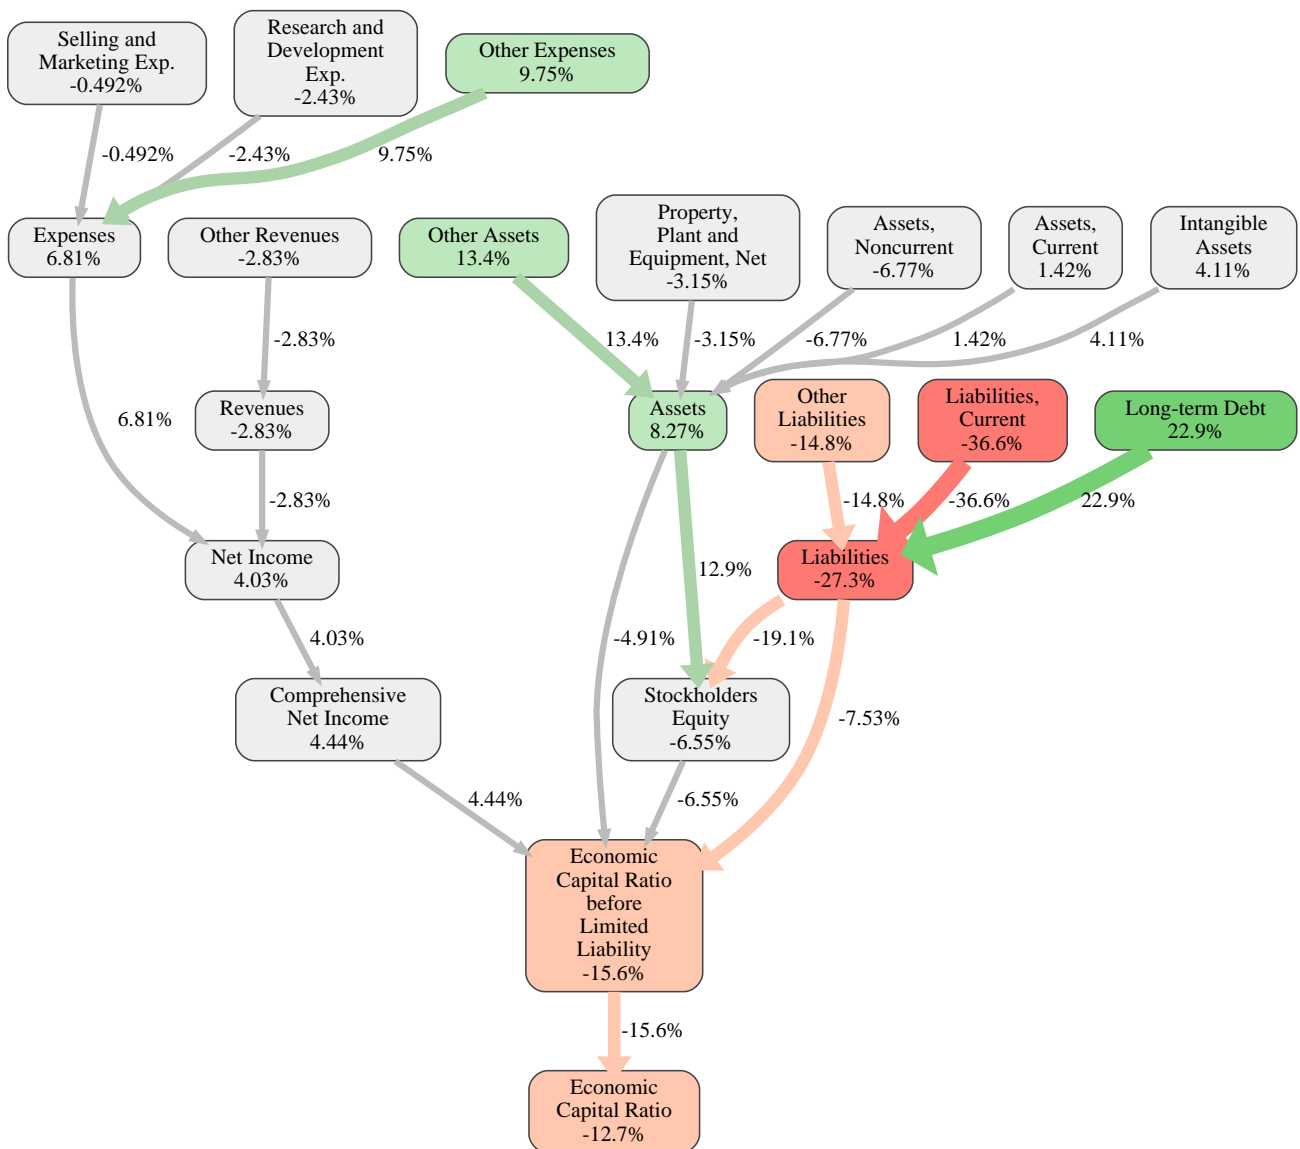 Selling and
Marketing Exp.
-0.492%
Research and
Development
Exp.
-2.43%
Other Expenses
9.75%
-0.492%
-2.43%
9.75%
Expenses
6.81%
Other Revenues
-2.83%
Other Assets
13.4%
Property,
Plant and
Equipment, Net
-3.15%
Assets,
Noncurrent
-6.77%
Assets,
Current
1.42%
Intangible
Assets
4.11%
-2.83%
13.4%
-3.15%
-6.77%
1.42%
4.11%
6.81%
Revenues
-2.83%
Assets
8.27%
Other
Liabilities
-14.8%
Liabilities,
Current
-36.6%
Long-term Debt
22.9%
-2.83%
-14.8%
-36.6%
22.9%
Net Income
4.03%
12.9%
Liabilities
-27.3%
4.03%
-4.91%
-19.1%
Comprehensive
Net Income
4.44%
Stockholders
Equity
-6.55%
-7.53%
4.44%
-6.55%
Economic
Capital Ratio
before
Limited
Liability
-15.6%
-15.6%
Economic
Capital Ratio
-12.7%